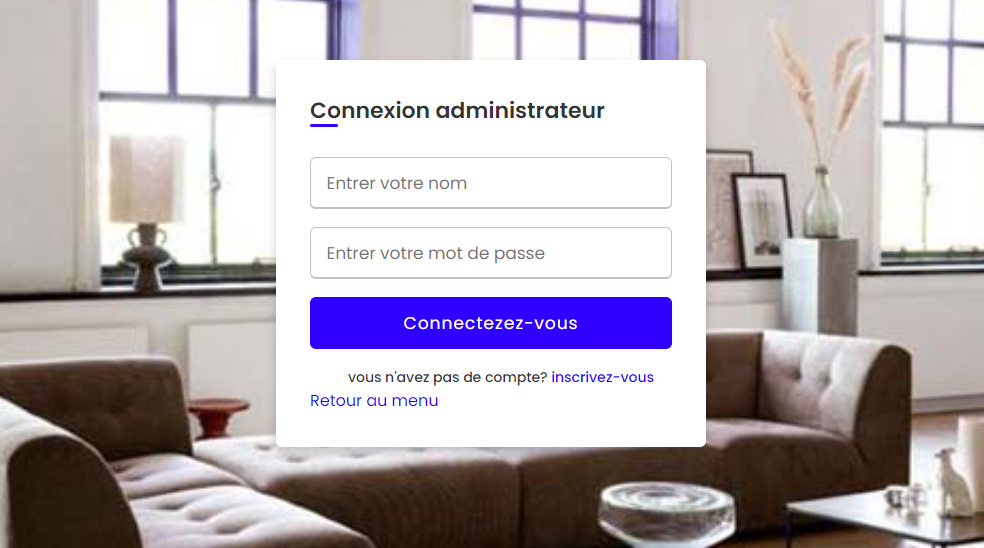 Connexion administrateur
Entrer votre nom
Entrer votre mot de passe
Connectezez-vous
vous n'avez pas de compte? inscrivez-vous
Retour au menu